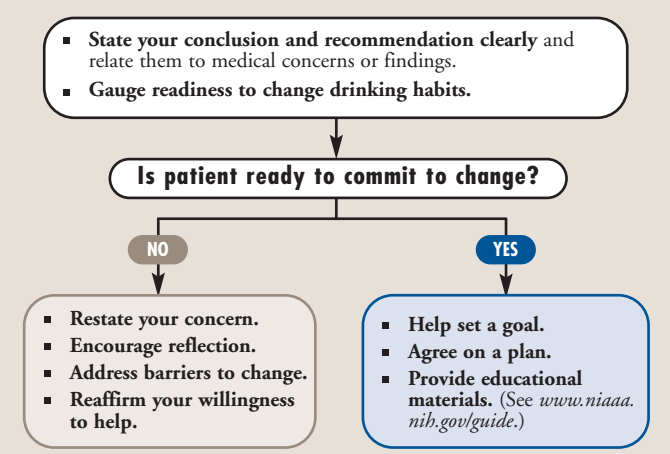 ▪ State your conclusion and recommendation clearly and
relate them to medical concerns or findings.
▪ Gauge readiness to change drinking habits.
Is patient ready to commit to change?
NO
YES
▪ Restate your concern.
▪ Encourage reflection.
▪ Address barriers to change.
▪ Reaffirm your willingness
to help.
▪ Help set a goal.
▪ Agree on a plan.
▪ Provide educational
materials. (See www.niaaa.
nih.gov/guide.)